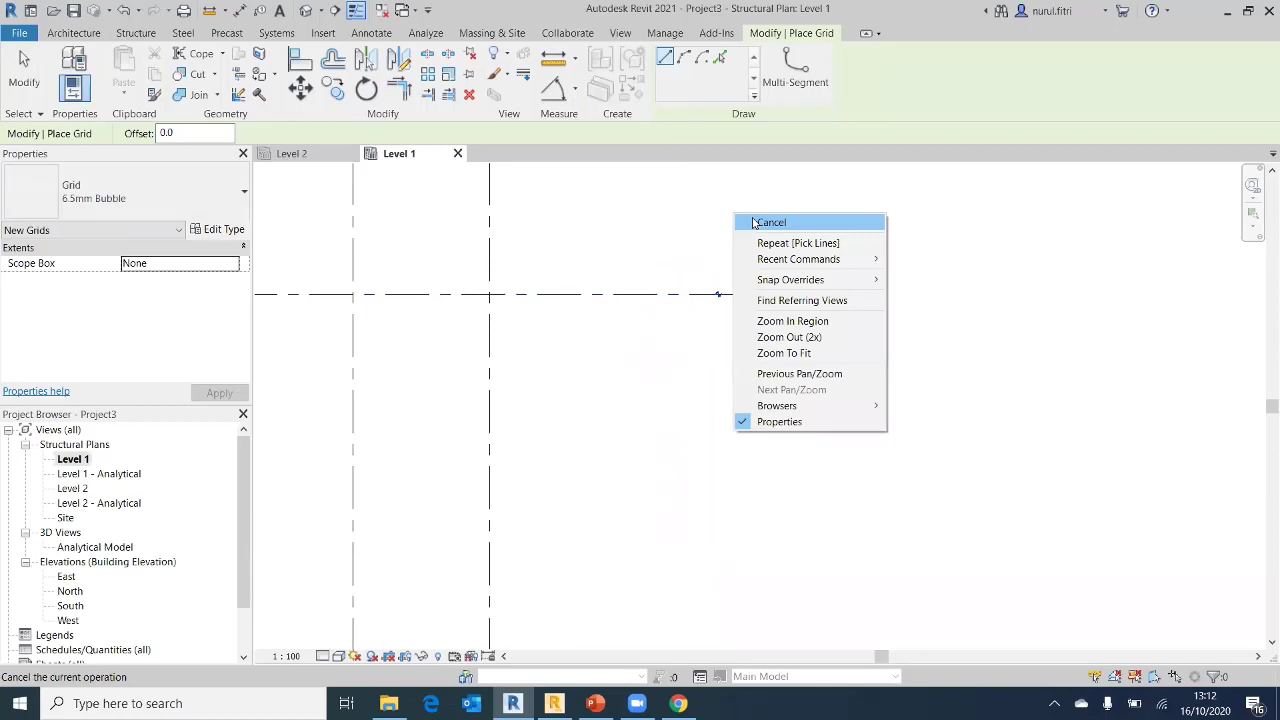 Autodesk Revit 2021 - Project3 - Structural Plan: Level 1
nurul.fitri
File Architecture Structure Steel Precast Systems Insert Annotate Analyze Massing & Site Collaborate View Manage Add-Ins Modify | Place Grid
Modify
Paste
Cope
Cut
Join
Multi-Segment
Select Properties Clipboard Geometry Modify View Measure Create Draw
Modify | Place Grid Offset: 0.0
Properties
Level 2
Level 1
Grid
6.5mm Bubble
New Grids
Edit Type
Extents
Scope Box
None
Properties help
Apply
Project Browser - Project3
Views (all)
Structural Plans
Level 1
Level 1 - Analytical
Level 2
Level 2 - Analytical
Site
3D Views
Analytical Model
Elevations (Building Elevation)
East
North
South
West
Legends
Schedules/Quantities (all)
Cancel
Repeat [Pick Lines]
Recent Commands
Snap Overrides
Find Referring Views
Zoom In Region
Zoom Out (2x)
Zoom To Fit
Previous Pan/Zoom
Next Pan/Zoom
Browsers
Properties
1 : 100
Cancel the current operation
:0
Main Model
:0
Type here to search
13:12
16/10/2020